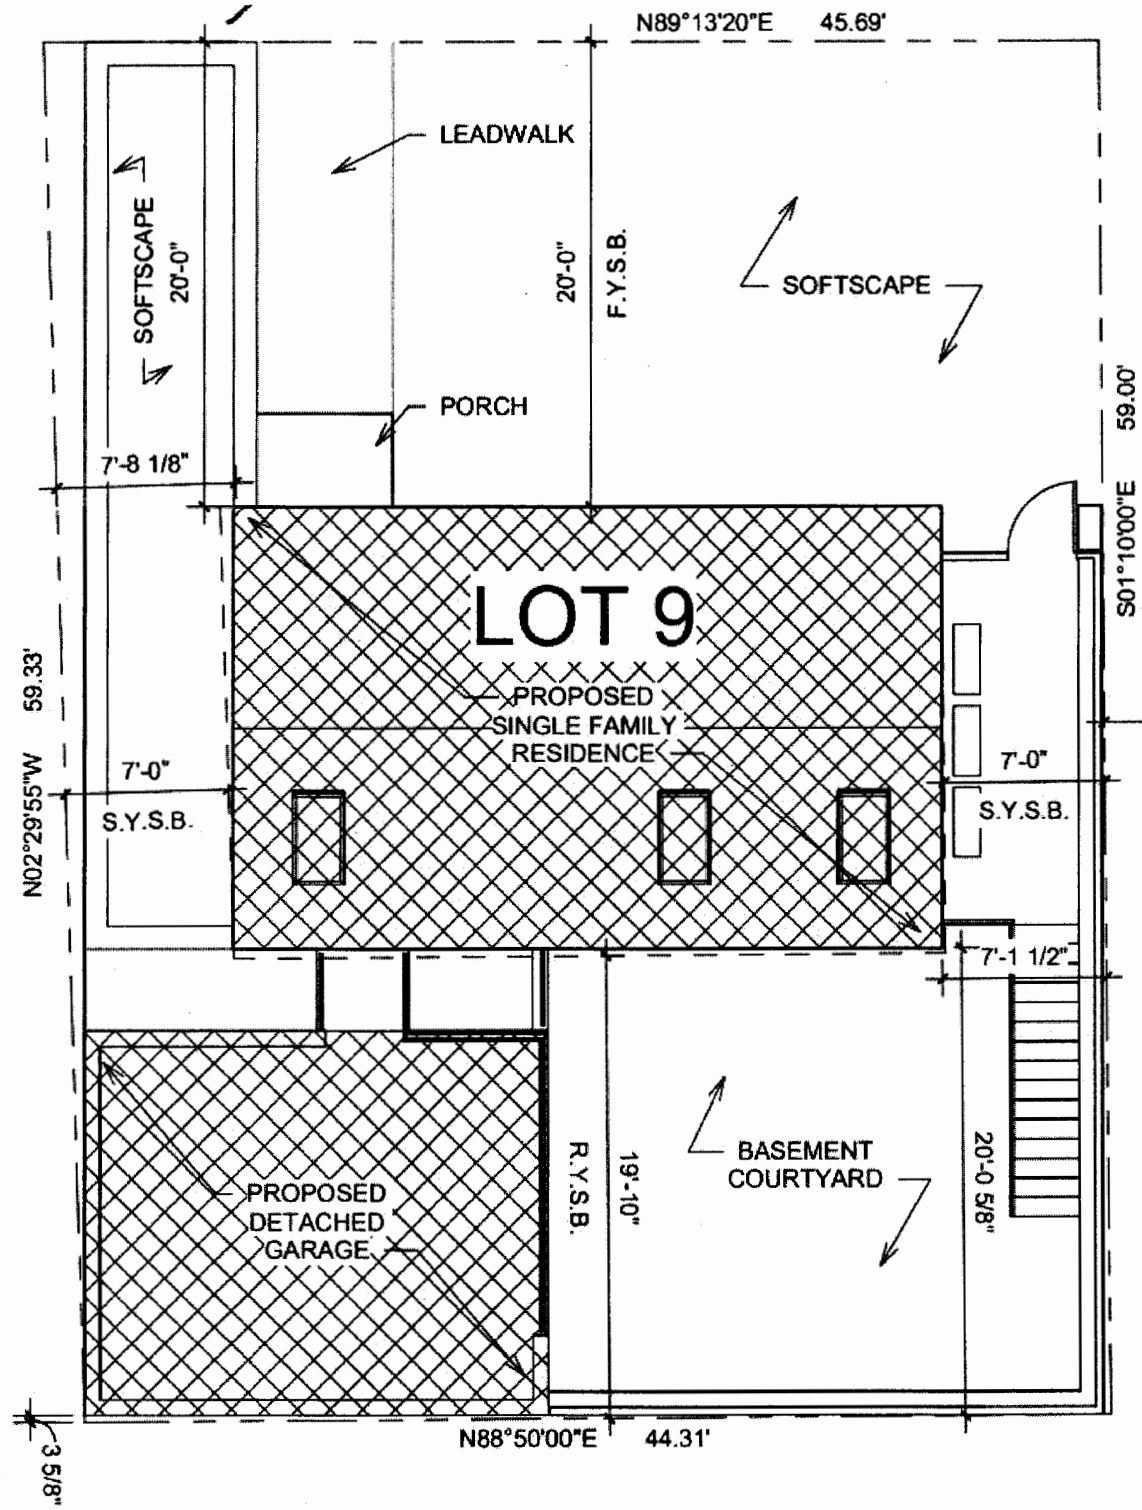 N89°13'20"E 45.69'
LEADWALK
SOFTSCAPE
20'-0"
20'-0"
F.Y.S.B.
SOFTSCAPE
PORCH
7'-8 1/8"
S01°10'00"E 59.00'
LOT 9
PROPOSED
SINGLE FAMILY
RESIDENCE
N02°29'55"W 59.33'
7'-0"
S.Y.S.B.
7'-0"
S.Y.S.B.
7'-1 1/2"
PROPOSED
DETACHED
GARAGE
R.Y.S.B.
19'-10"
BASEMENT
COURTYARD
20'-0 5/8"
N88°50'00"E 44.31'
3 5/8"